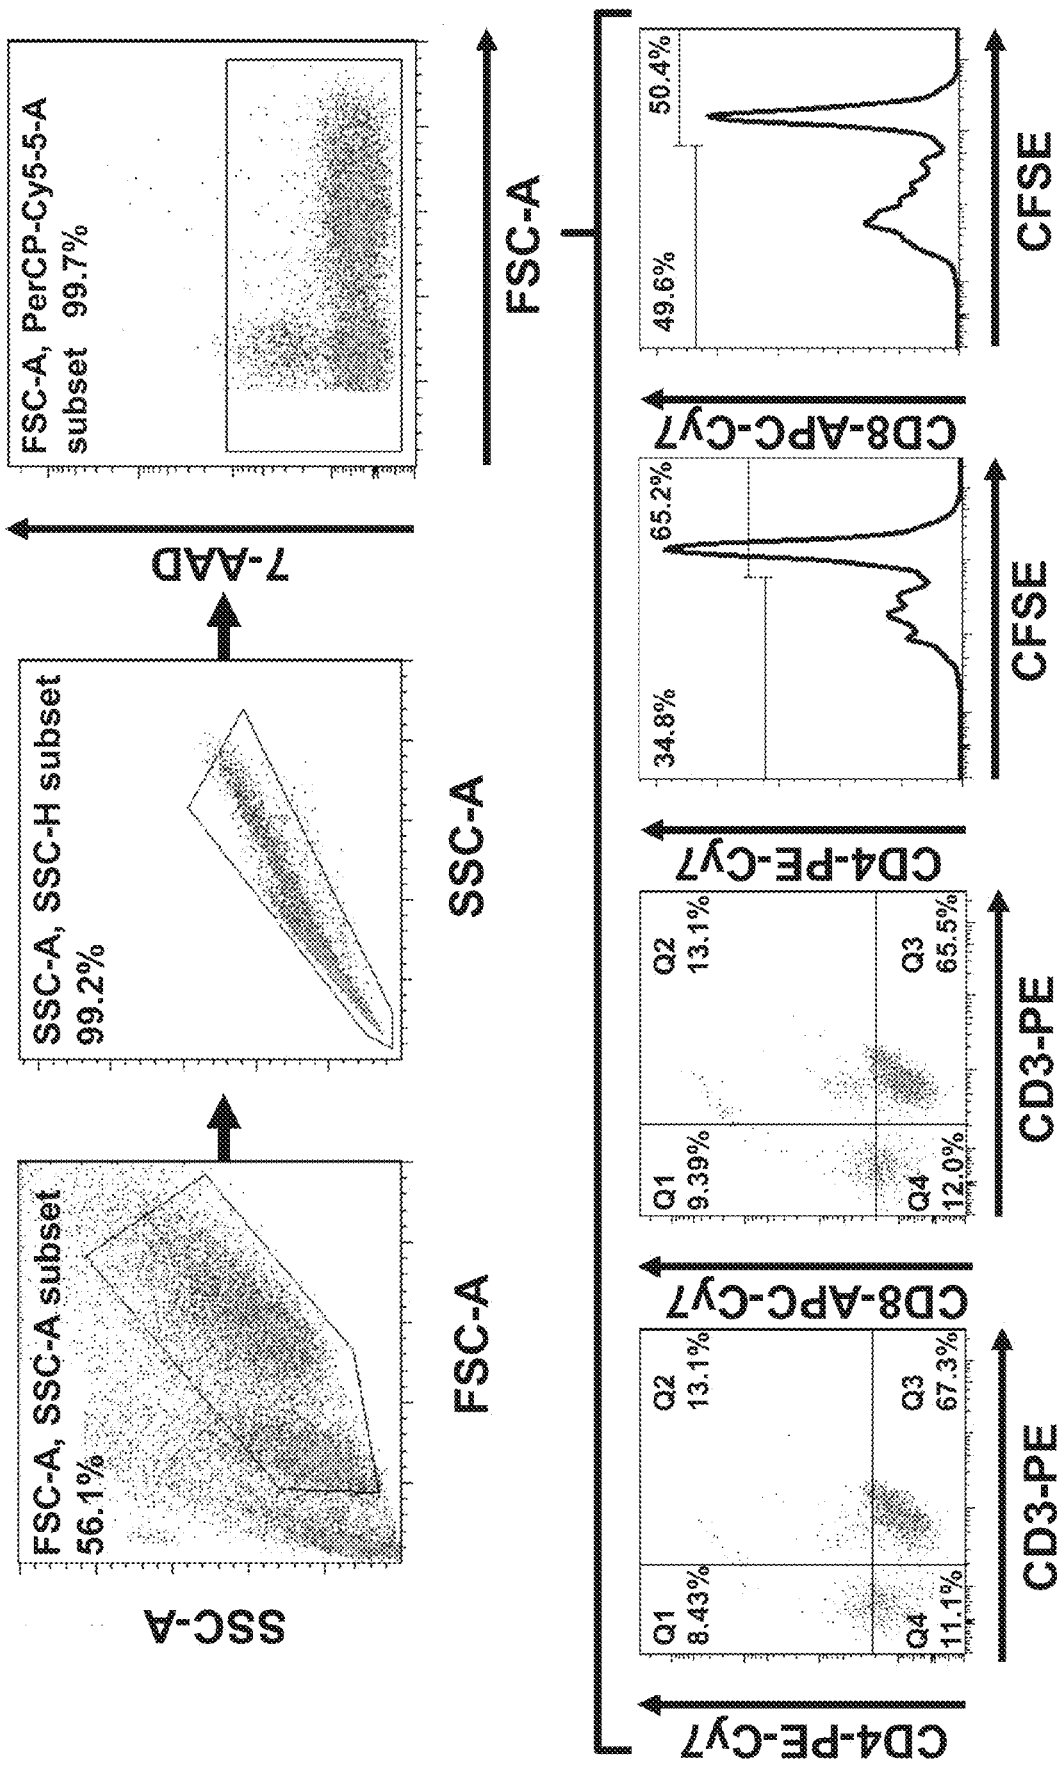 FSC-A, SSC-A subset
56.1%
SSC-A
FSC-A
SSC-A, SSC-H subset
99.2%
SSC-A
FSC-A, PerCP-Cy5-5-A
subset 99.7%
7-AAD
FSC-A
Q1
8.43%
Q2
13.1%
Q4
11.1%
Q3
67.3%
CD4-PE-Cy7
CD3-PE
Q1
9.39%
Q2
13.1%
Q4
12.0%
Q3
65.5%
CD8-APC-Cy7
CD3-PE
34.8%
65.2%
CD4-PE-Cy7
CFSE
49.6%
50.4%
CD8-APC-Cy7
CFSE